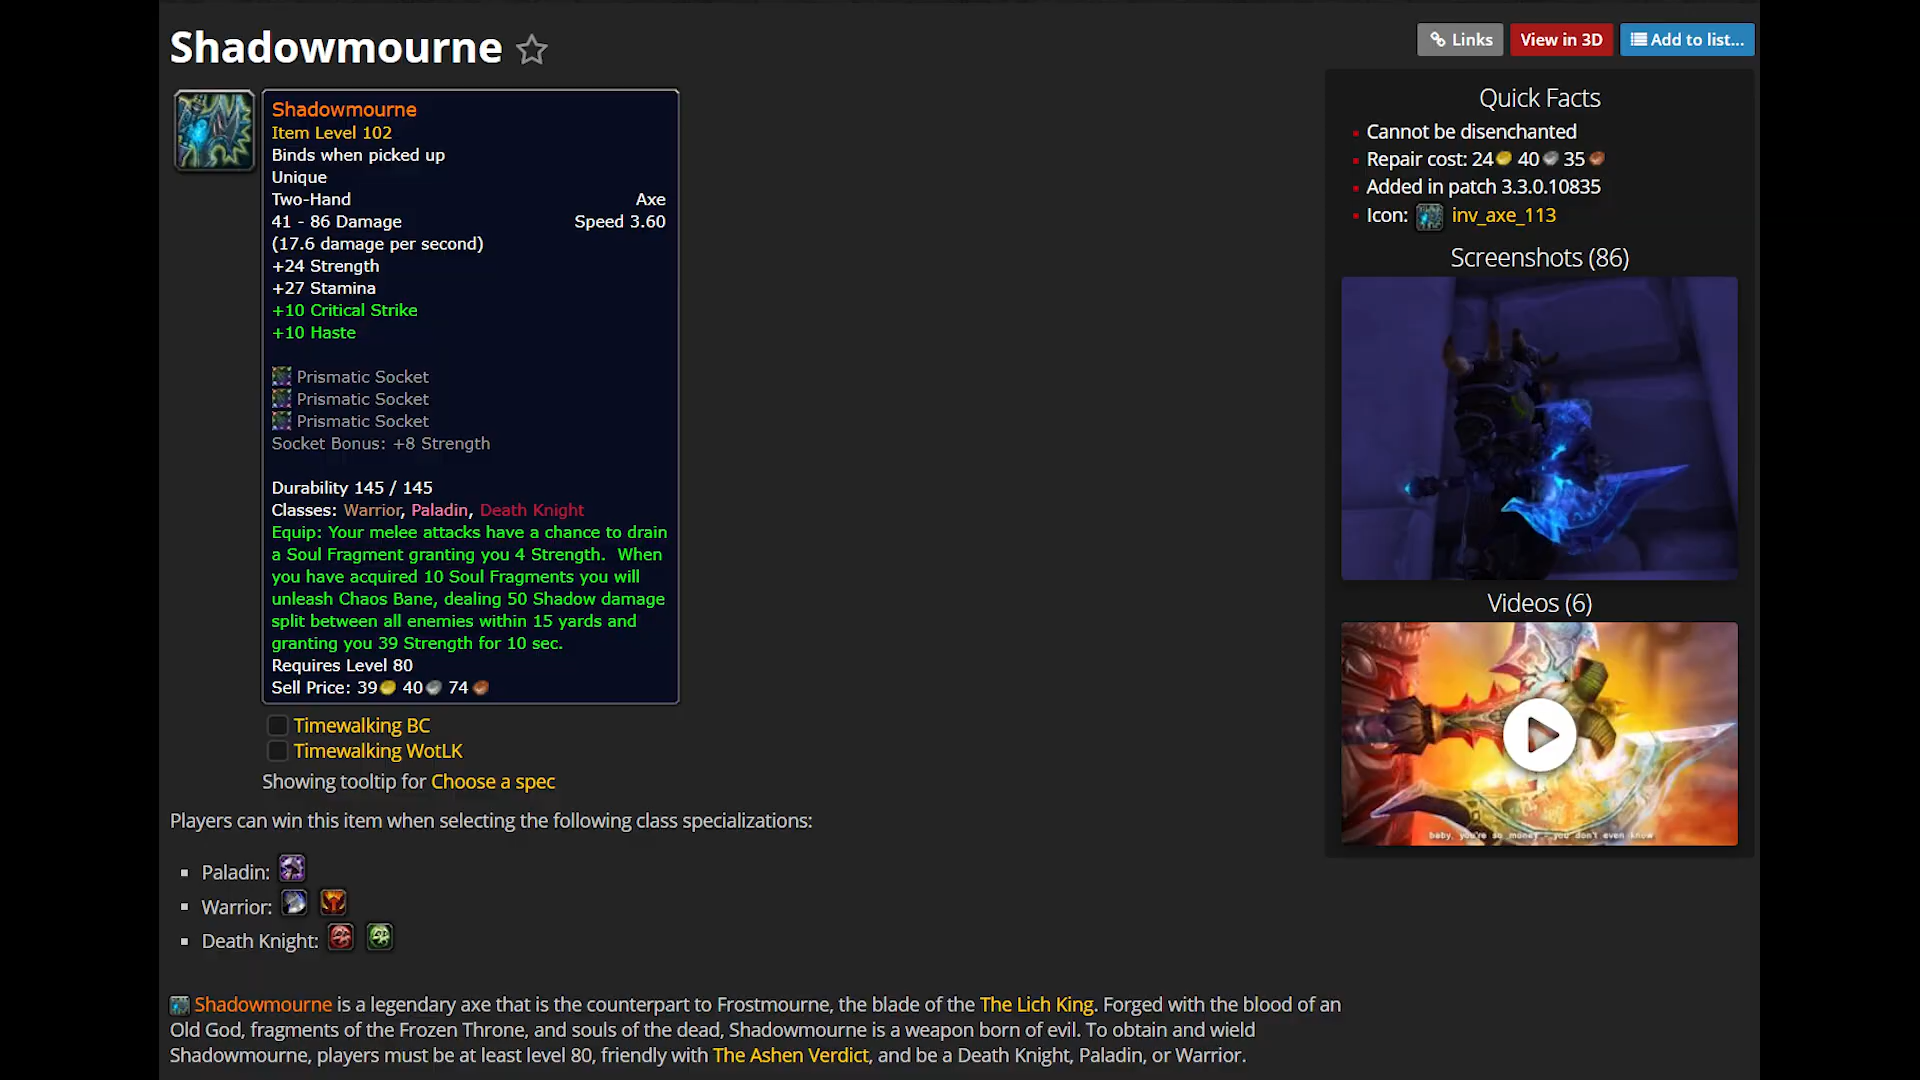 Shadowmourne
Links
View in 3D
Add to list...
Shadowmourne
Item Level 102
Binds when picked up
Unique
Two-Hand Axe
41 - 86 Damage Speed 3.60
(17.6 damage per second)
+24 Strength
+27 Stamina
+10 Critical Strike
+10 Haste
Prismatic Socket
Prismatic Socket
Prismatic Socket
Socket Bonus: +8 Strength
Durability 145 / 145
Classes: Warrior, Paladin, Death Knight
Equip: Your melee attacks have a chance to drain
a Soul Fragment granting you 4 Strength. When
you have acquired 10 Soul Fragments you will
unleash Chaos Bane, dealing 50 Shadow damage
split between all enemies within 15 yards and
granting you 39 Strength for 10 sec.
Requires Level 80
Sell Price: 39 40 74
Timewalking BC
Timewalking WotLK
Showing tooltip for Choose a spec
Players can win this item when selecting the following class specializations:
Paladin:
Warrior:
Death Knight:
Shadowmourne is a legendary axe that is the counterpart to Frostmourne, the blade of the The Lich King. Forged with the blood of an
Old God, fragments of the Frozen Throne, and souls of the dead, Shadowmourne is a weapon born of evil. To obtain and wield
Shadowmourne, players must be at least level 80, friendly with The Ashen Verdict, and be a Death Knight, Paladin, or Warrior.
Quick Facts
Cannot be disenchanted
Repair cost: 24 40 35
Added in patch 3.3.0.10835
Icon: inv_axe_113
Screenshots (86)
Videos (6)
baby, you're so money - you don't even know